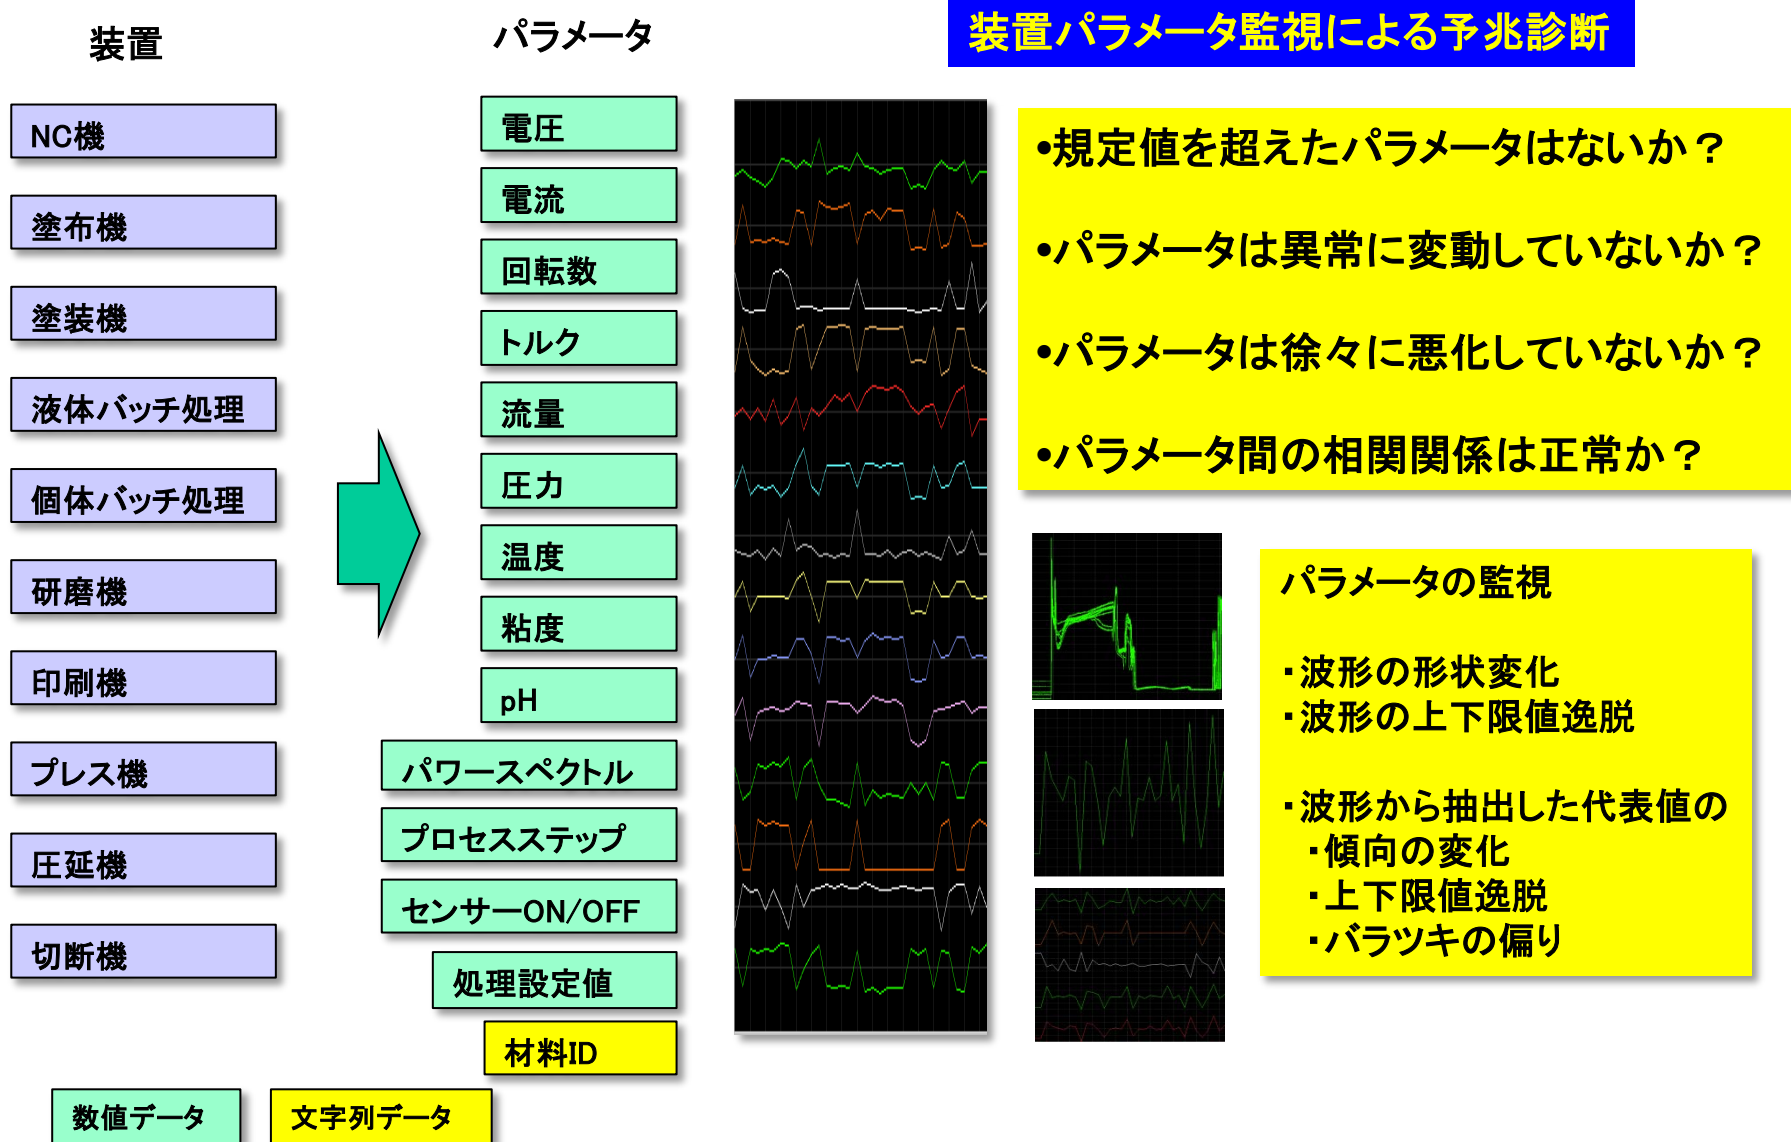 装置
パラメータ
装置パラメータ監視による予兆診断
NC機
塗布機
塗装機
液体バッチ処理
個体バッチ処理
研磨機
印刷機
プレス機
圧延機
切断機
電圧
電流
回転数
トルク
流量
圧力
温度
粘度
pH
パワースペクトル
プロセスステップ
センサーON/OFF
処理設定値
材料ID
数値データ
文字列データ
•規定値を超えたパラメータはないか？
•パラメータは異常に変動していないか？
•パラメータは徐々に悪化していないか？
•パラメータ間の相関関係は正常か？
パラメータの監視
・波形の形状変化
・波形の上下限値逸脱
・波形から抽出した代表値の
・傾向の変化
・上下限値逸脱
・バラツキの偏り